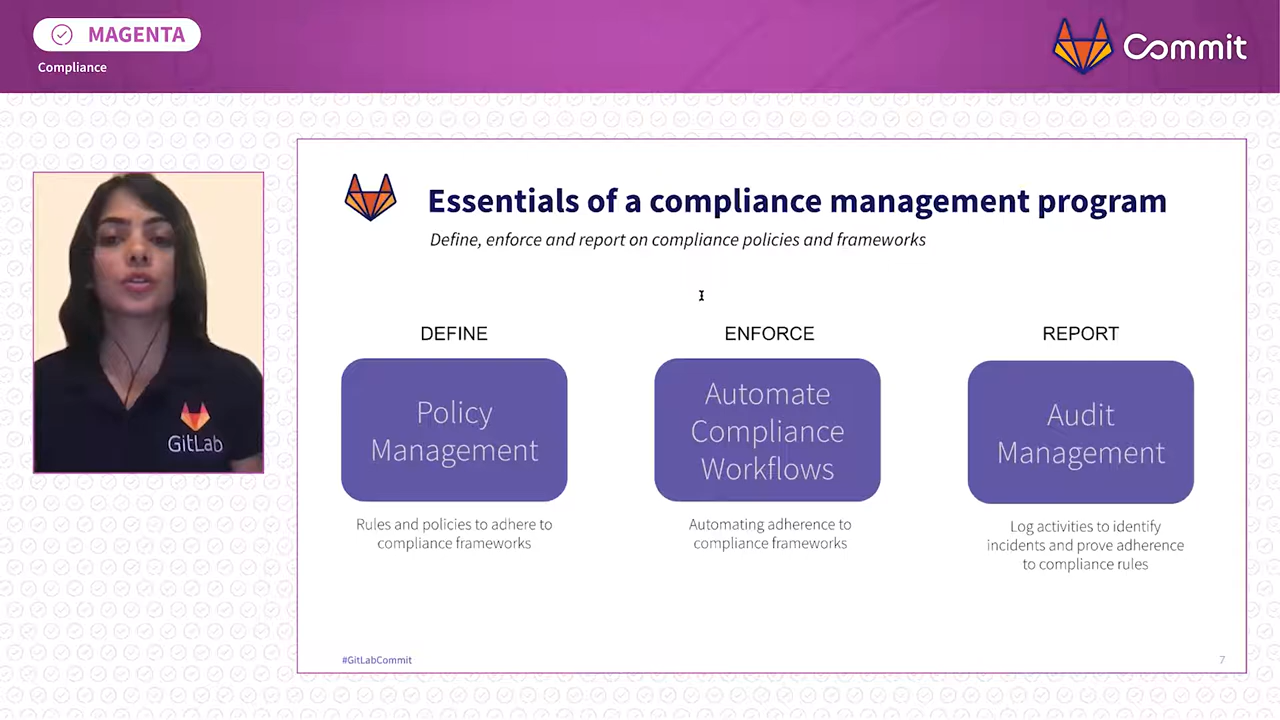 MAGENTA
Compliance
Commit
GitLab
Essentials of a compliance management program
Define, enforce and report on compliance policies and frameworks
DEFINE
Policy
Management
Rules and policies to adhere to
compliance frameworks
ENFORCE
Automate
Compliance
Workflows
Automating adherence to
compliance frameworks
REPORT
Audit
Management
Log activities to identify
incidents and prove adherence
to compliance rules
#GitLabCommit
7